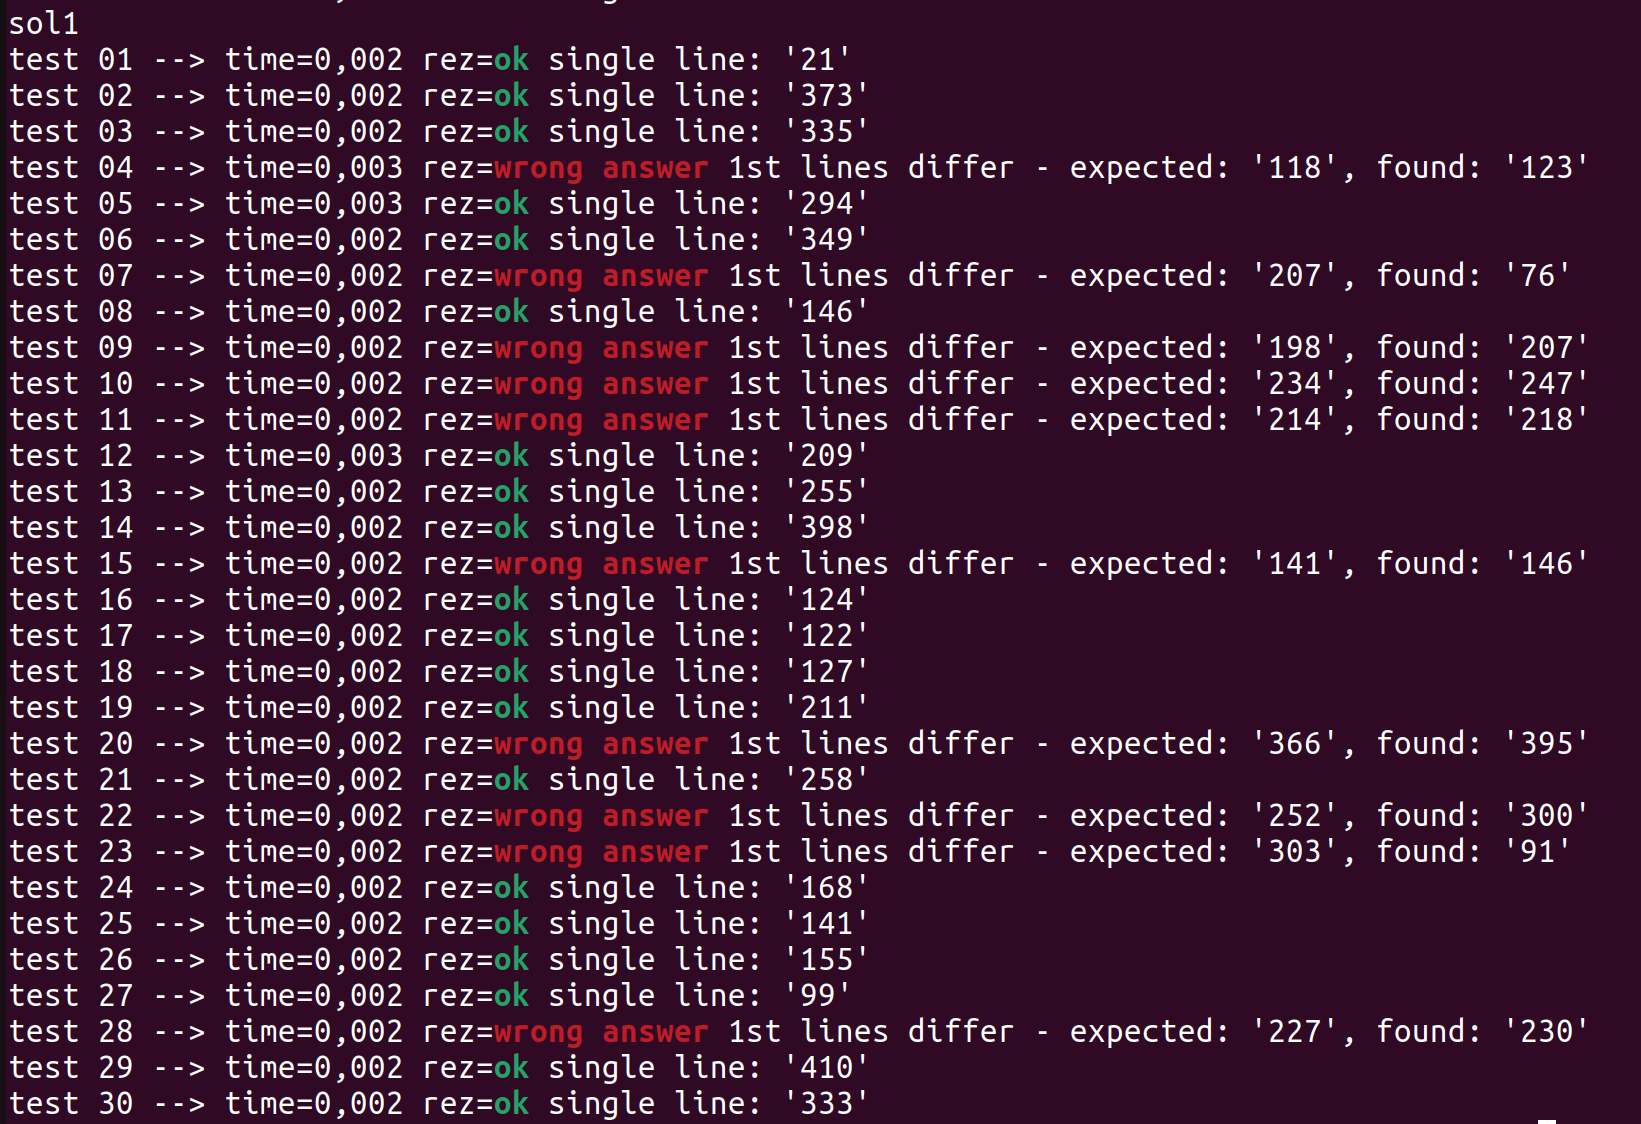 sol1
test 01 --> time=0,002 rez=ok single line: '21'
test 02 --> time=0,002 rez=ok single line: '373'
test 03 --> time=0,002 rez=ok single line: '335'
test 04 --> time=0,003 rez=wrong answer 1st lines differ - expected: '118', found: '123'
test 05 --> time=0,003 rez=ok single line: '294'
test 06 --> time=0,002 rez=ok single line: '349'
test 07 --> time=0,002 rez=wrong answer 1st lines differ - expected: '207', found: '76'
test 08 --> time=0,002 rez=ok single line: '146'
test 09 --> time=0,002 rez=wrong answer 1st lines differ - expected: '198', found: '207'
test 10 --> time=0,002 rez=wrong answer 1st lines differ - expected: '234', found: '247'
test 11 --> time=0,002 rez=wrong answer 1st lines differ - expected: '214', found: '218'
test 12 --> time=0,003 rez=ok single line: '209'
test 13 --> time=0,002 rez=ok single line: '255'
test 14 --> time=0,002 rez=ok single line: '398'
test 15 --> time=0,002 rez=wrong answer 1st lines differ - expected: '141', found: '146'
test 16 --> time=0,002 rez=ok single line: '124'
test 17 --> time=0,002 rez=ok single line: '122'
test 18 --> time=0,002 rez=ok single line: '127'
test 19 --> time=0,002 rez=ok single line: '211'
test 20 --> time=0,002 rez=wrong answer 1st lines differ - expected: '366', found: '395'
test 21 --> time=0,002 rez=ok single line: '258'
test 22 --> time=0,002 rez=wrong answer 1st lines differ - expected: '252', found: '300'
test 23 --> time=0,002 rez=wrong answer 1st lines differ - expected: '303', found: '91'
test 24 --> time=0,002 rez=ok single line: '168'
test 25 --> time=0,002 rez=ok single line: '141'
test 26 --> time=0,002 rez=ok single line: '155'
test 27 --> time=0,002 rez=ok single line: '99'
test 28 --> time=0,002 rez=wrong answer 1st lines differ - expected: '227', found: '230'
test 29 --> time=0,002 rez=ok single line: '410'
test 30 --> time=0,002 rez=ok single line: '333'